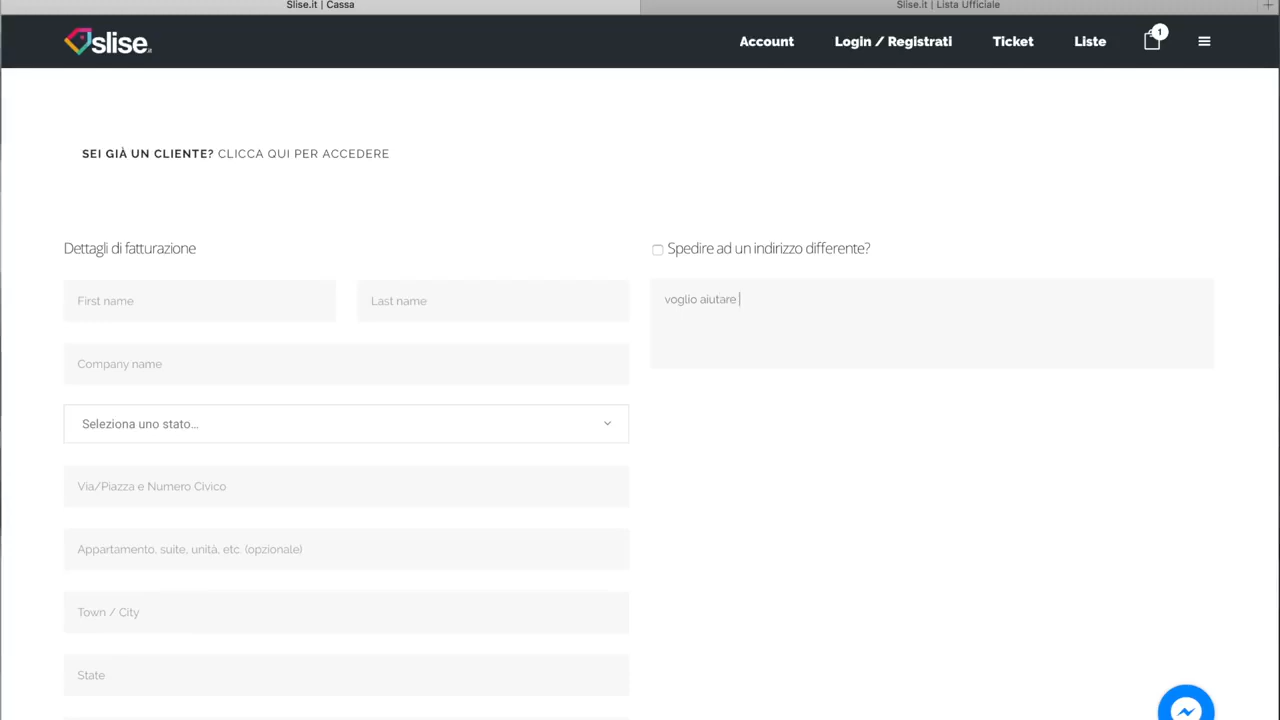 Slise.it | Cassa
Slise.it | Lista Ufficiale
slise.it
Account
Login / Registrati
Ticket
Liste
1
SEI GIÀ UN CLIENTE? CLICCA QUI PER ACCEDERE
Dettagli di fatturazione
Spedire ad un indirizzo differente?
First name
Last name
voglio aiutare
Company name
Seleziona uno stato...
Via/Piazza e Numero Civico
Appartamento, suite, unità, etc. (opzionale)
Town / City
State